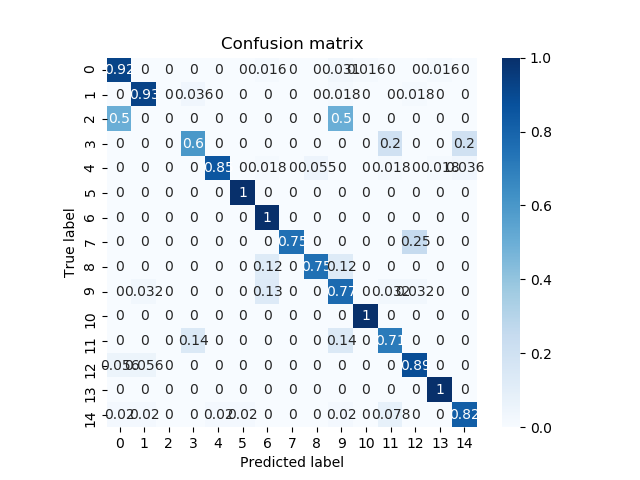 Confusion matrix
0 0.92 0 0 0 0 0 0.016 0 0 0.031 0.016 0 0 0.016 0
1 0 0.93 0 0.036 0 0 0 0 0 0.018 0 0 0.018 0 0
2 0.5 0 0 0 0 0 0 0 0 0.5 0 0 0 0 0
3 0 0 0 0.6 0 0 0 0 0 0 0 0.2 0 0 0.2
4 0 0 0 0 0.85 0 0.018 0 0.055 0 0 0.018 0 0.018 0.036
5 0 0 0 0 0 1 0 0 0 0 0 0 0 0 0
6 0 0 0 0 0 0 1 0 0 0 0 0 0 0 0
7 0 0 0 0 0 0 0 0.75 0 0 0 0 0.25 0 0
8 0 0 0 0 0 0 0.12 0 0.75 0.12 0 0 0 0 0
9 0 0.032 0 0 0 0 0.13 0 0 0.77 0 0.032 0.032 0 0
10 0 0 0 0 0 0 0 0 0 0 1 0 0 0 0
11 0 0 0 0.14 0 0 0 0 0 0.14 0 0.71 0 0 0
12 0.056 0.056 0 0 0 0 0 0 0 0 0 0 0.89 0 0
13 0 0 0 0 0 0 0 0 0 0 0 0 0 1 0
14 0.02 0.02 0 0 0.02 0.02 0 0 0 0.02 0 0.078 0 0 0.82
0 1 2 3 4 5 6 7 8 9 10 11 12 13 14
Predicted label
True label
1.0
0.8
0.6
0.4
0.2
0.0